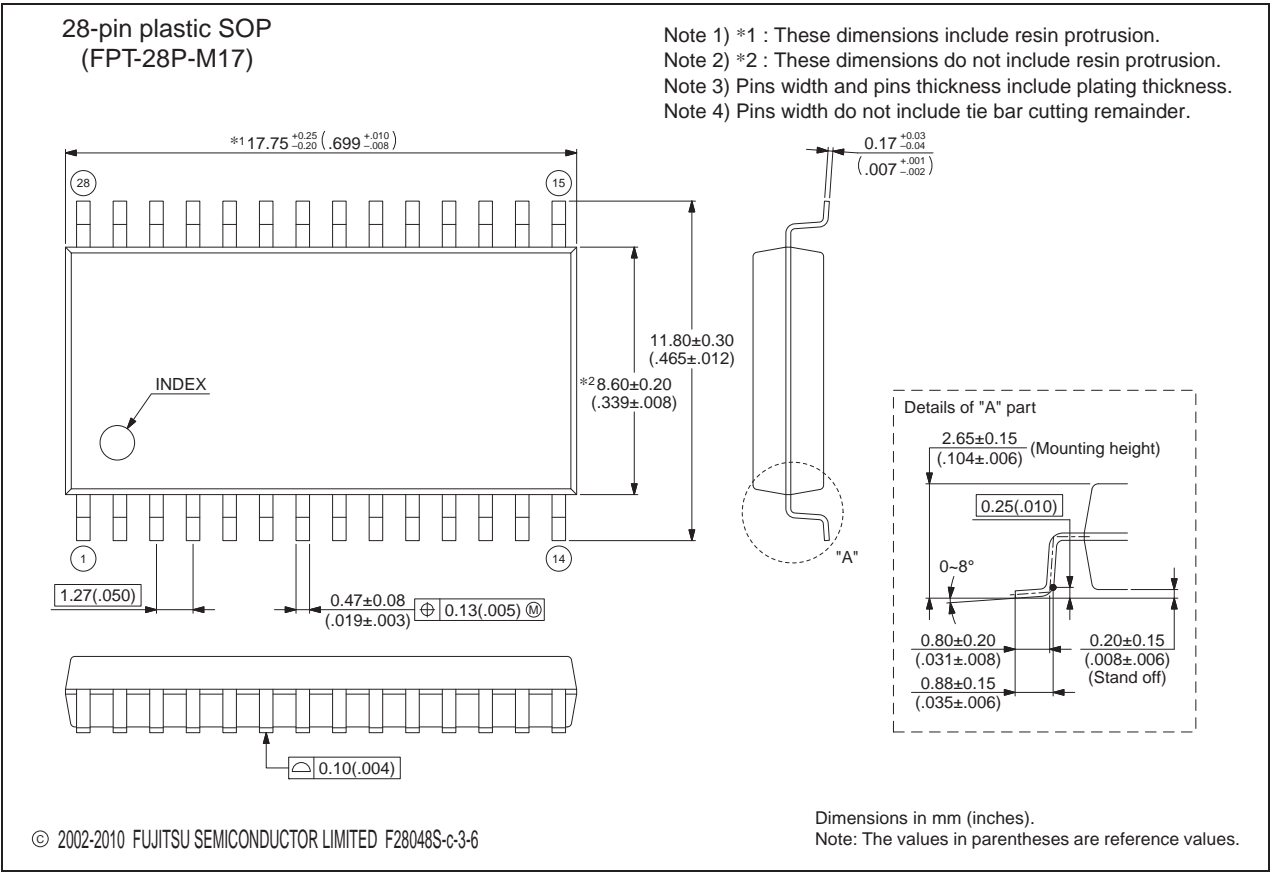 28-pin plastic SOP
(FPT-28P-M17)
Note 1) *1 : These dimensions include resin protrusion.
Note 2) *2 : These dimensions do not include resin protrusion.
Note 3) Pins width and pins thickness include plating thickness.
Note 4) Pins width do not include tie bar cutting remainder.
*1 17.75 +0.25 –0.20 (.699 +.010 –.008)
0.17 +0.03 –0.04
(.007 +.001 –.002)
28
15
11.80±0.30
(.465±.012)
*2 8.60±0.20
(.339±.008)
INDEX
1
14
"A"
1.27(.050)
0.47±0.08
(.019±.003)
⌖ 0.13(.005) Ⓜ
Details of "A" part
2.65±0.15
(.104±.006)
(Mounting height)
0.25(.010)
0~8°
0.80±0.20
(.031±.008)
0.88±0.15
(.035±.006)
0.20±0.15
(.008±.006)
(Stand off)
⌓ 0.10(.004)
© 2002-2010 FUJITSU SEMICONDUCTOR LIMITED F28048S-c-3-6
Dimensions in mm (inches).
Note: The values in parentheses are reference values.